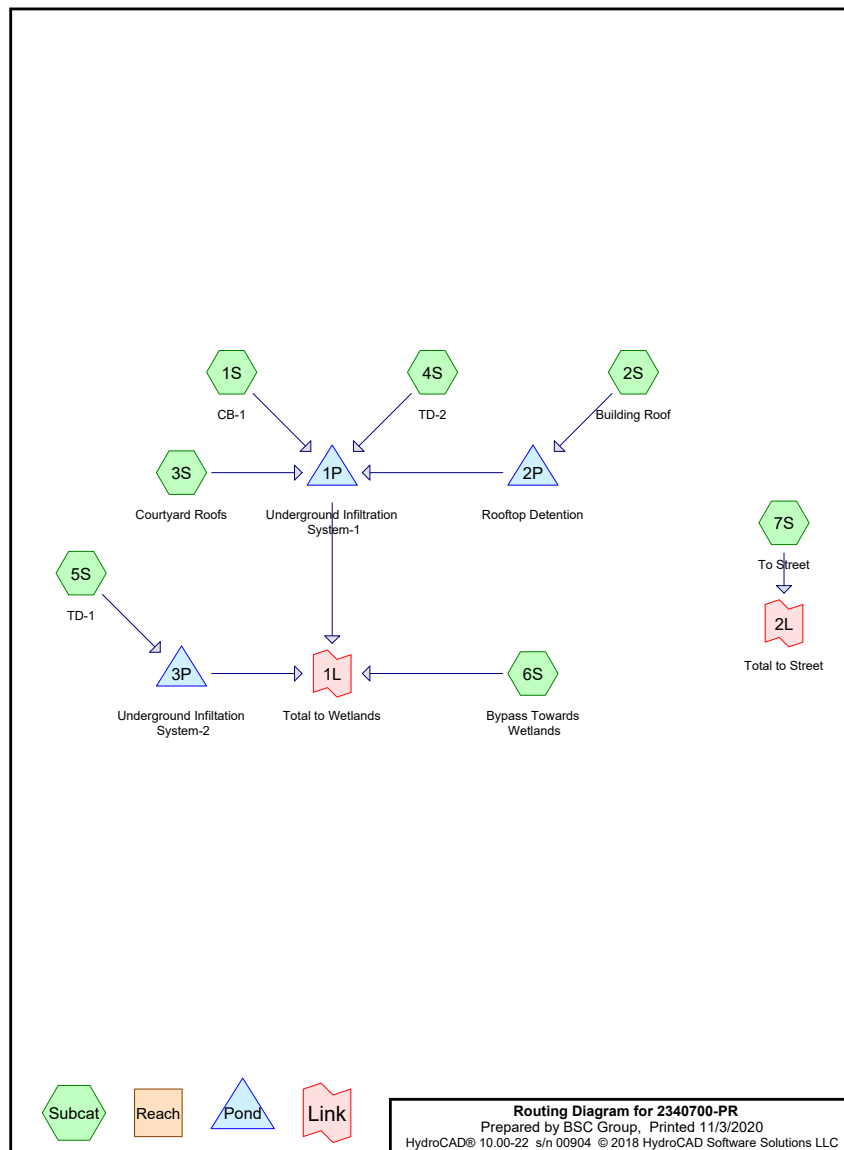 1S
4S
2S
CB-1
TD-2
Building Roof
3S
1P
2P
Courtyard Roofs
Underground Infiltration
System-1
Rooftop Detention
7S
To Street
5S
TD-1
2L
Total to Street
3P
1L
6S
Underground Infiltation
System-2
Total to Wetlands
Bypass Towards
Wetlands
Subcat
Reach
Pond
Link
Routing Diagram for 2340700-PR
Prepared by BSC Group, Printed 11/3/2020
HydroCAD® 10.00-22 s/n 00904 © 2018 HydroCAD Software Solutions LLC